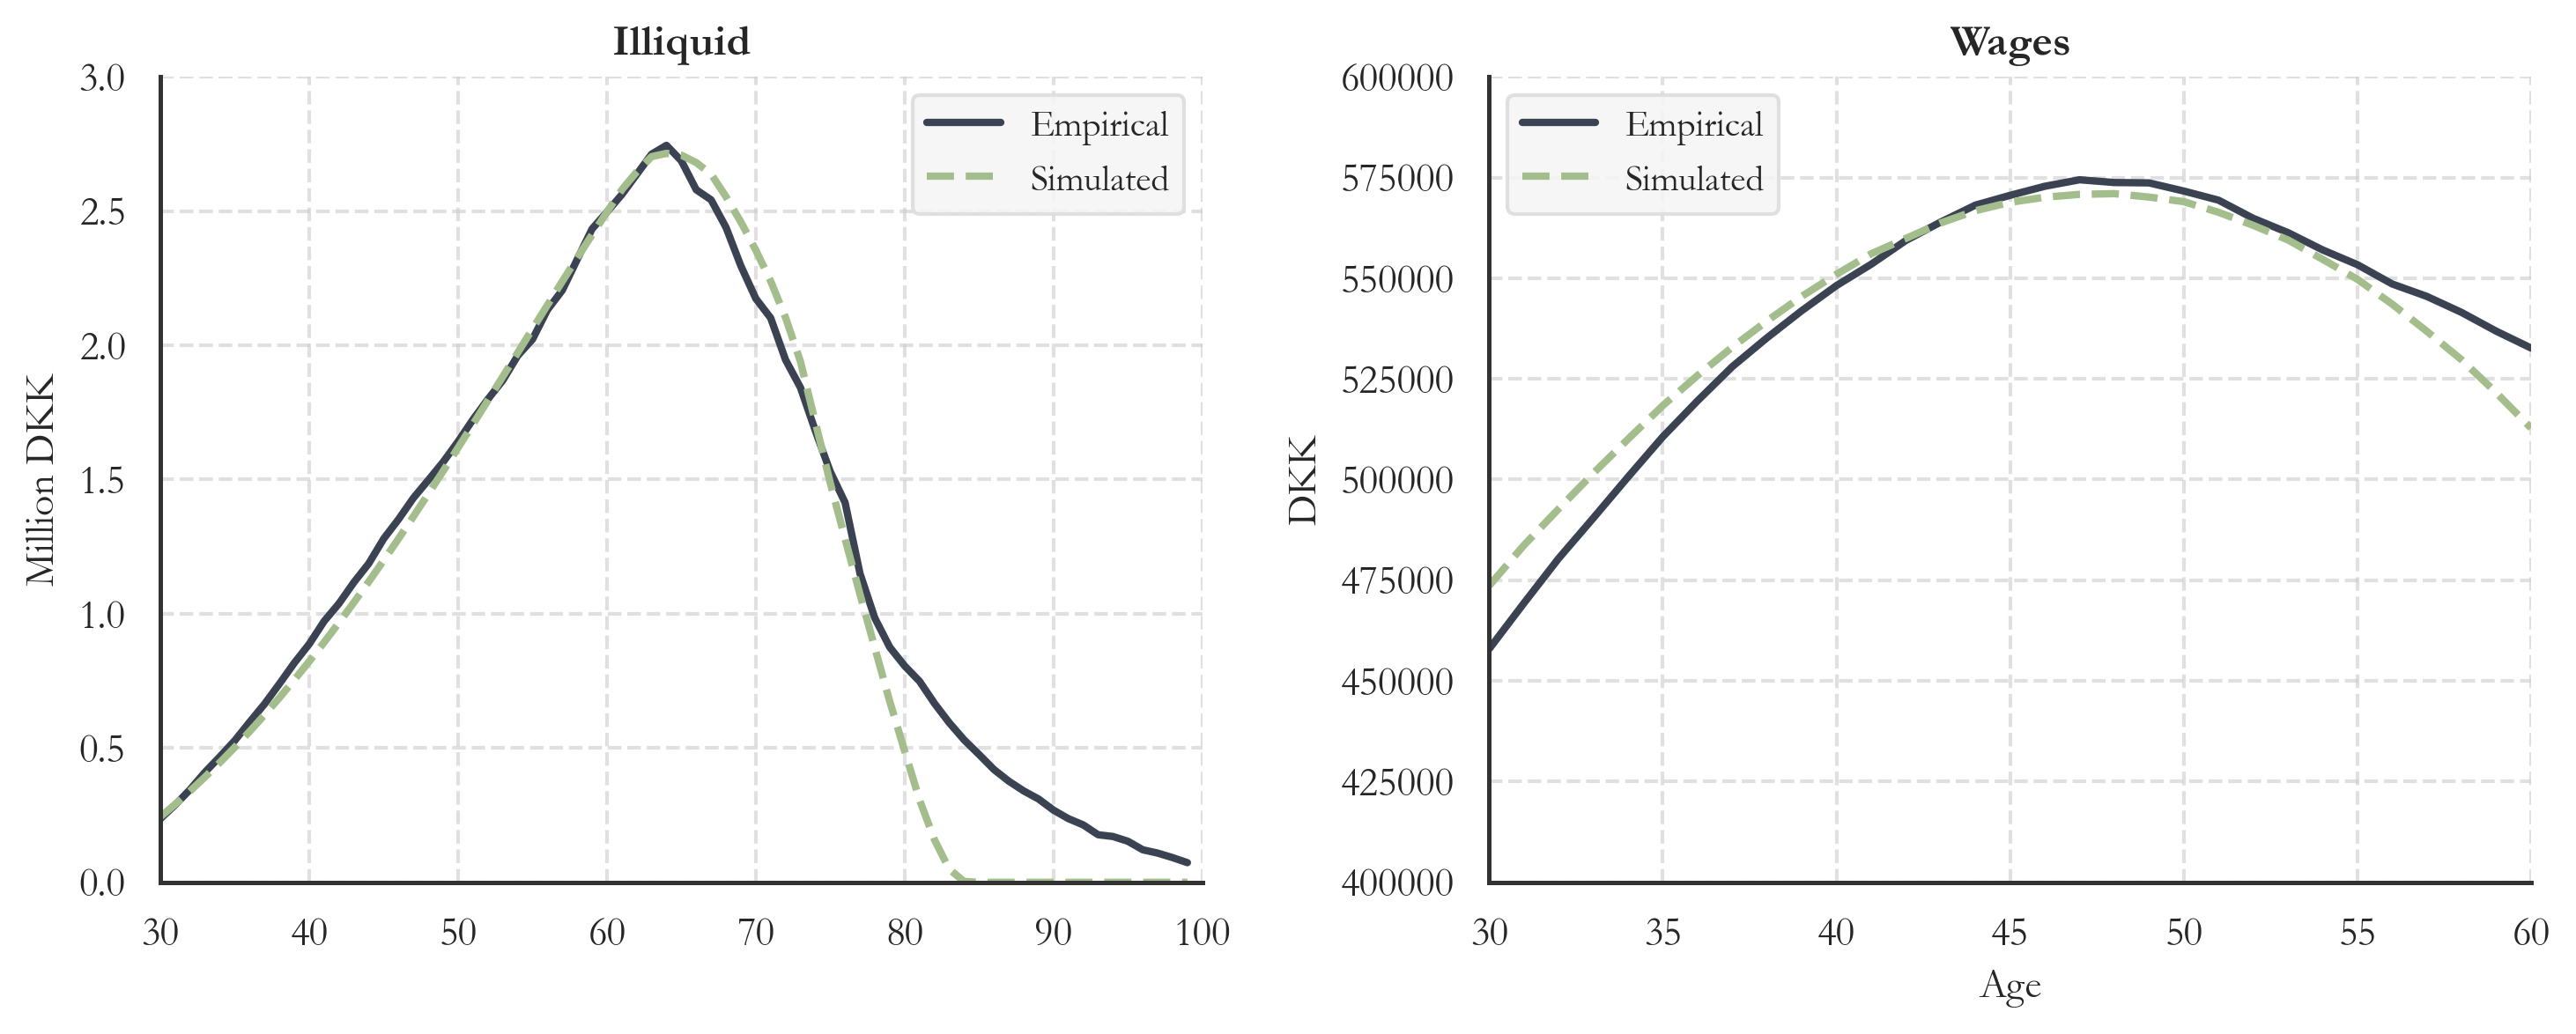 Illiquid
3.0
2.5
2.0
1.5
1.0
0.5
0.0
Million DKK
Empirical
Simulated
30 40 50 60 70 80 90 100
Wages
600000
575000
550000
525000
500000
475000
450000
425000
400000
DKK
Empirical
Simulated
30 35 40 45 50 55 60
Age